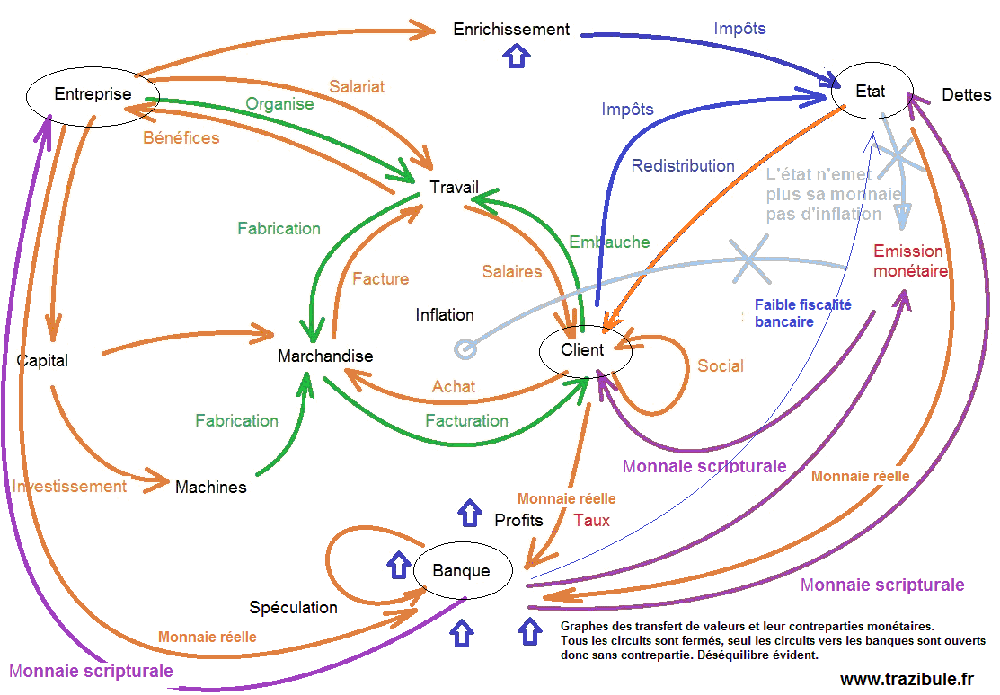 Enrichissement
Impôts
Entreprise
Salariat
Etat
Dettes
Organise
Impôts
Bénéfices
Redistribution
L'état n'emet
plus sa monnaie
pas d'inflation
Travail
Fabrication
Embauche
Emission
monétaire
Facture
Salaires
Inflation
Faible fiscalité
bancaire
Capital
Marchandise
Client
Social
Achat
Fabrication
Facturation
Monnaie scripturale
Monnaie réelle
Investissement
Machines
Monnaie réelle
Profits
Taux
Banque
Monnaie scripturale
Spéculation
Monnaie réelle
Graphes des transfert de valeurs et leur contreparties monétaires.
Tous les circuits sont fermés, seul les circuits vers les banques sont ouverts
donc sans contrepartie. Déséquilibre évident.
Monnaie scripturale
www.trazibule.fr